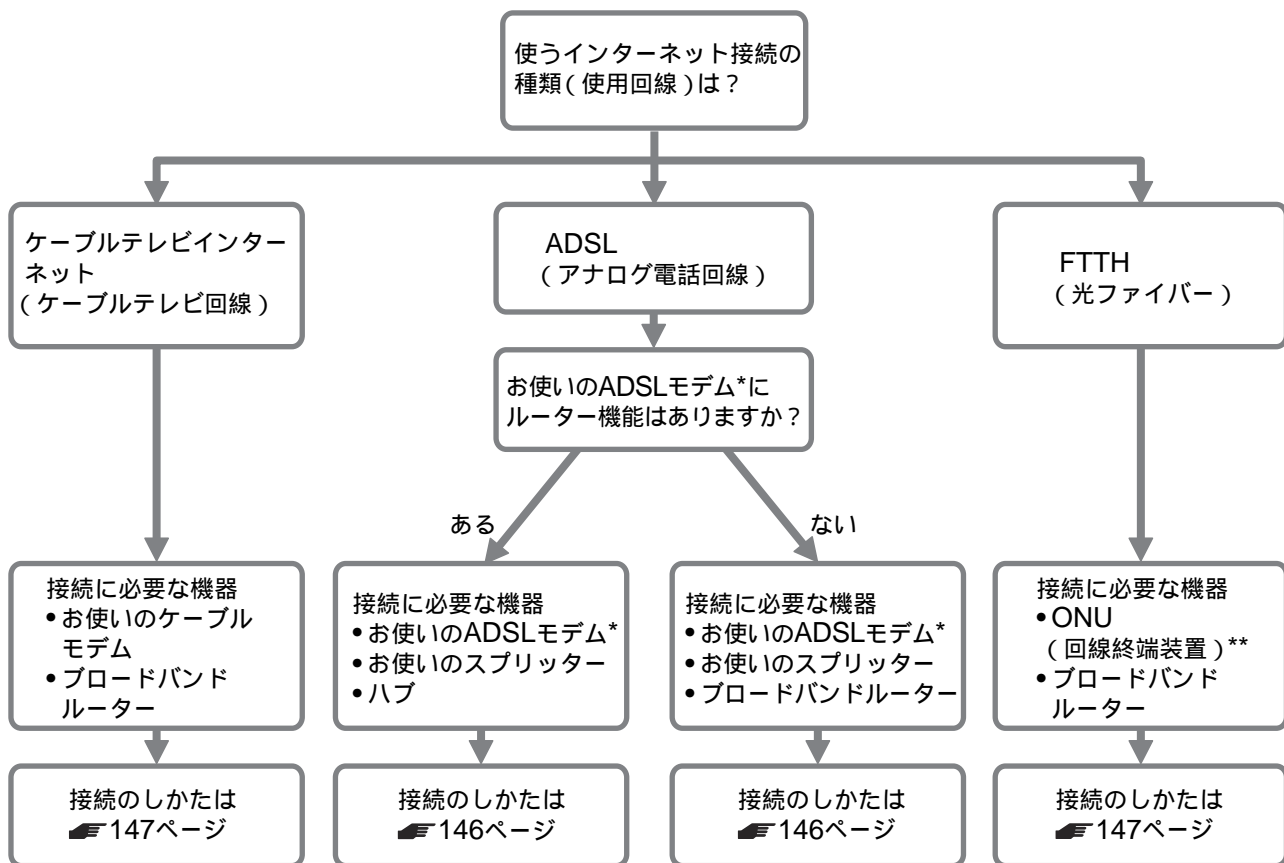 使うインターネット接続の
種類(使用回線)は?
ケーブルテレビインター
ネット
(ケーブルテレビ回線)
ADSL
(アナログ電話回線)
FTTH
(光ファイバー)
お使いのADSLモデム*に
ルーター機能はありますか?
ある
ない
接続に必要な機器
•お使いのケーブル
モデム
•ブロードバンド
ルーター
接続に必要な機器
•お使いのADSLモデム*
•お使いのスプリッター
•ハブ
接続に必要な機器
•お使いのADSLモデム*
•お使いのスプリッター
•ブロードバンドルーター
接続に必要な機器
•ONU
(回線終端装置)**
•ブロードバンド
ルーター
接続のしかたは
☛147ページ
接続のしかたは
☛146ページ
接続のしかたは
☛146ページ
接続のしかたは
☛147ページ